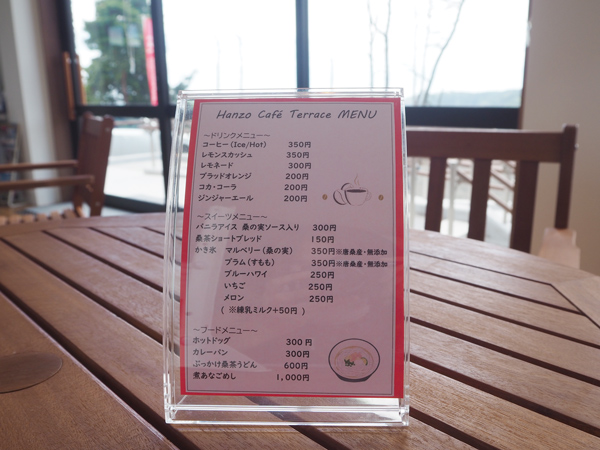 Hanzo Café Terrace MENU
～ドリンクメニュー～
コーヒー(Ice/Hot) 350円
レモンスカッシュ 350円
レモネード 300円
ブラッドオレンジ 200円
コカ・コーラ 200円
ジンジャーエール 200円
～スイーツメニュー～
バニラアイス 桑の実ソース入り 300円
桑茶ショートブレッド 150円
かき氷 マルベリー(桑の実) 350円※唐桑産・無添加
プラム(すもも) 350円※唐桑産・無添加
ブルーハワイ 250円
いちご 250円
メロン 250円
( ※練乳ミルク+50円 )
～フードメニュー～
ホットドッグ 300円
カレーパン 300円
ぶっかけ桑茶うどん 600円
煮あなごめし 1,000円